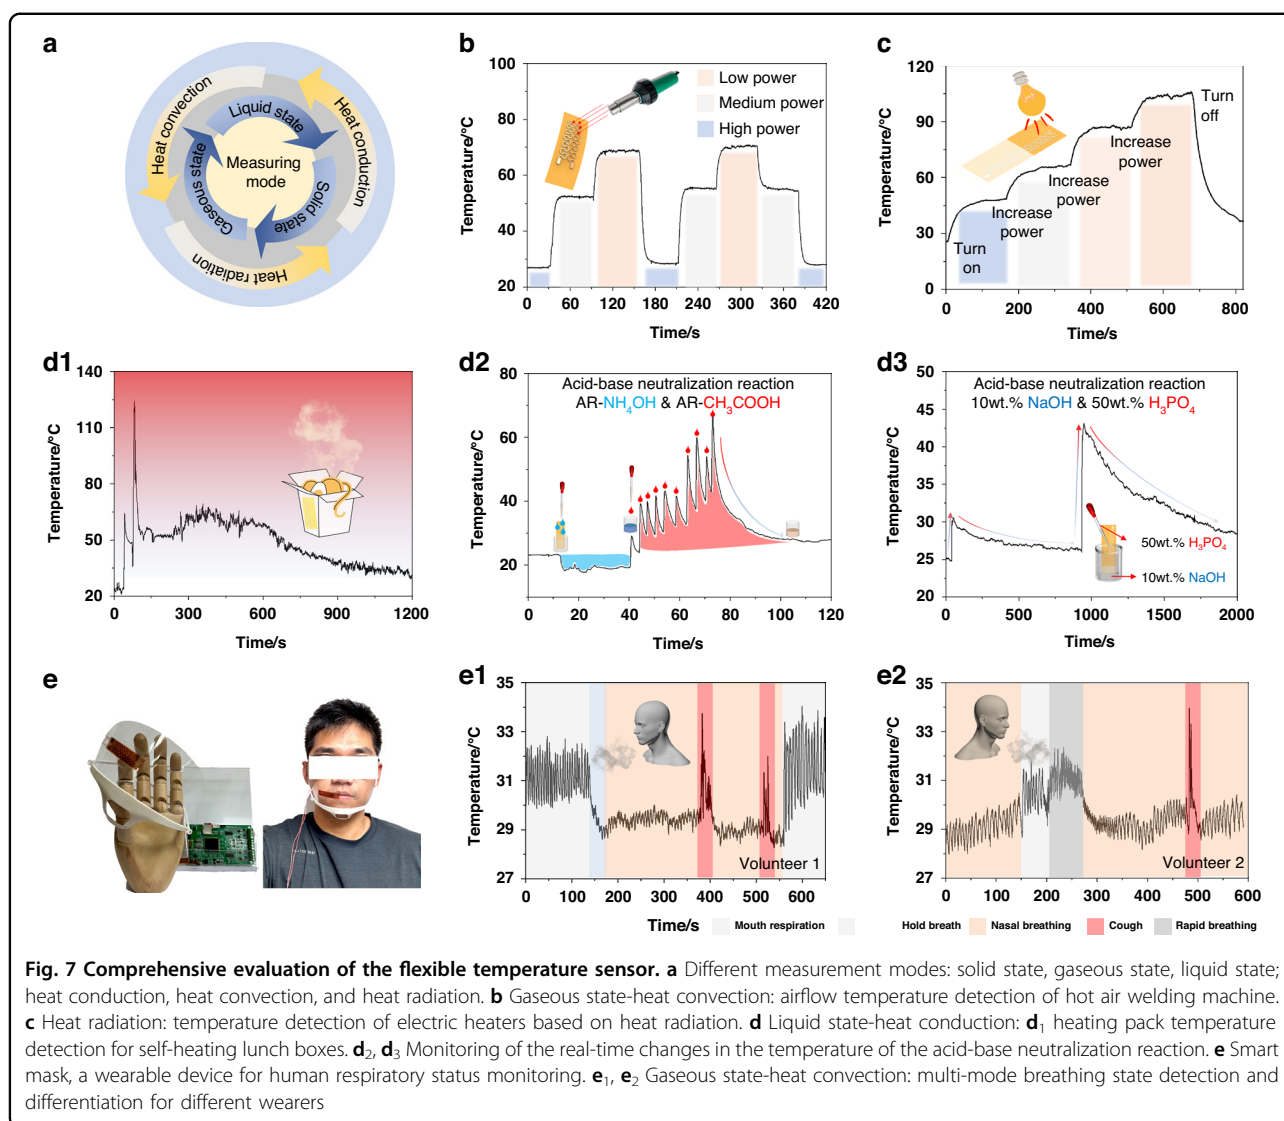 a
Heat convection
Heat conduction
Heat radiation
Liquid state
Solid state
Gaseous state
Measuring
mode
b
Temperature/°C
100
80
60
40
20
Low power
Medium power
High power
0 60 120 180 240 300 360 420
Time/s
c
Temperature/°C
120
90
60
30
0
Turn
on
Increase
power
Increase
power
Increase
power
Turn
off
0 200 400 600 800
Time/s
d1
Temperature/°C
140
110
80
50
20
0 300 600 900 1200
Time/s
d2
Temperature/°C
80
60
40
20
Acid-base neutralization reaction
AR-NH₄OH & AR-CH₃COOH
0 20 40 60 80 100 120
Time/s
d3
Temperature/°C
50
45
40
35
30
25
20
Acid-base neutralization reaction
10wt.% NaOH & 50wt.% H₃PO₄
50wt.% H₃PO₄
10wt.% NaOH
0 500 1000 1500 2000
Time/s
e
e1
Temperature/°C
35
33
31
29
27
Volunteer 1
0 100 200 300 400 500 600
Time/s
e2
Temperature/°C
35
33
31
29
27
Volunteer 2
0 100 200 300 400 500 600
Mouth respiration Hold breath Nasal breathing Cough Rapid breathing
Fig. 7 Comprehensive evaluation of the flexible temperature sensor. a Different measurement modes: solid state, gaseous state, liquid state;
heat conduction, heat convection, and heat radiation. b Gaseous state-heat convection: airflow temperature detection of hot air welding machine.
c Heat radiation: temperature detection of electric heaters based on heat radiation. d Liquid state-heat conduction: d₁ heating pack temperature
detection for self-heating lunch boxes. d₂, d₃ Monitoring of the real-time changes in the temperature of the acid-base neutralization reaction. e Smart
mask, a wearable device for human respiratory status monitoring. e₁, e₂ Gaseous state-heat convection: multi-mode breathing state detection and
differentiation for different wearers